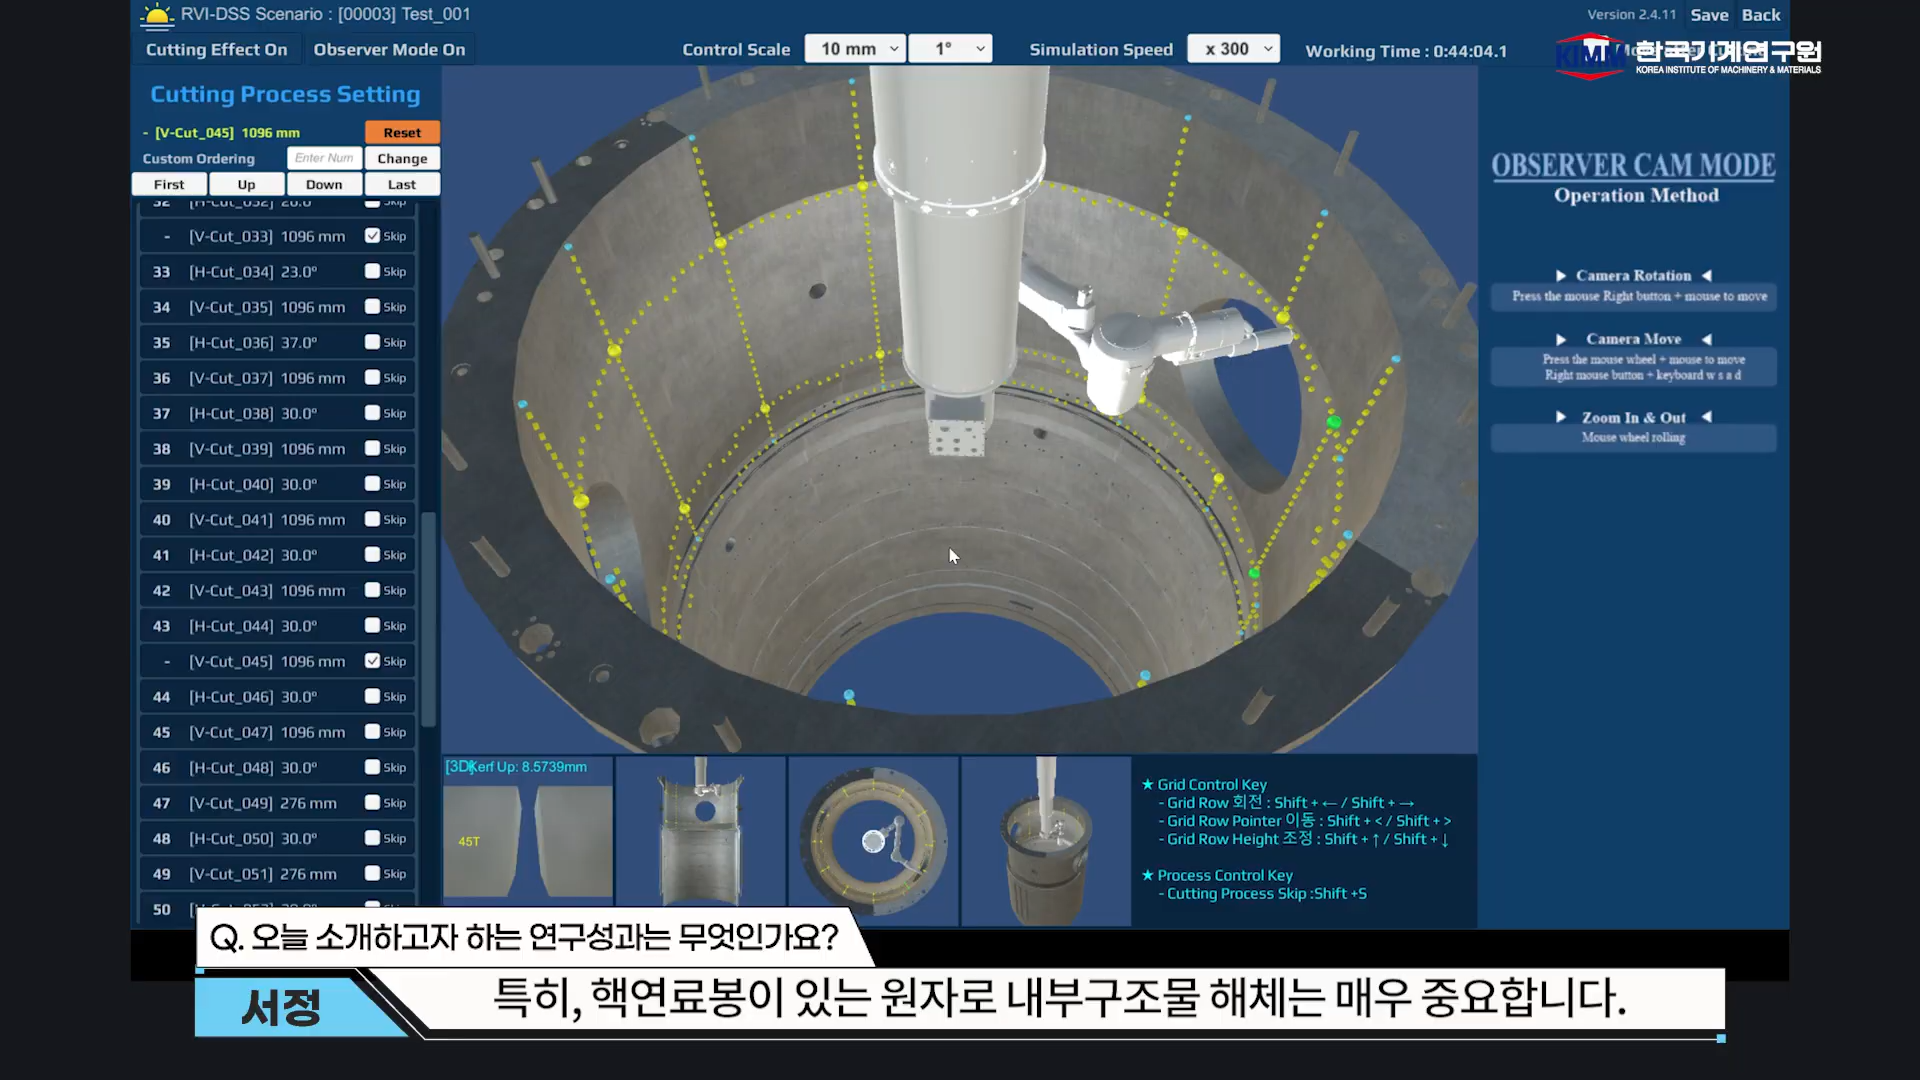 RVI-DSS Scenario : [00003] Test_001
Version 2.4.11 Save Back
Cutting Effect On Observer Mode On Control Scale 10 mm 1° Simulation Speed x 300 Working Time : 0:44:04.1
KIMM 한국기계연구원
KOREA INSTITUTE OF MACHINERY & MATERIALS
Cutting Process Setting
- [V-Cut_045] 1096 mm Reset
Custom Ordering Enter Num Change
First Up Down Last
32 [H-Cut_032] Skip
- [V-Cut_033] 1096 mm Skip
33 [H-Cut_034] 23.0º Skip
34 [V-Cut_035] 1096 mm Skip
35 [H-Cut_036] 37.0º Skip
36 [V-Cut_037] 1096 mm Skip
37 [H-Cut_038] 30.0º Skip
38 [V-Cut_039] 1096 mm Skip
39 [H-Cut_040] 30.0º Skip
40 [V-Cut_041] 1096 mm Skip
41 [H-Cut_042] 30.0º Skip
42 [V-Cut_043] 1096 mm Skip
43 [H-Cut_044] 30.0º Skip
- [V-Cut_045] 1096 mm Skip
44 [H-Cut_046] 30.0º Skip
45 [V-Cut_047] 1096 mm Skip
46 [H-Cut_048] 30.0º Skip
47 [V-Cut_049] 276 mm Skip
48 [H-Cut_050] 30.0º Skip
49 [V-Cut_051] 276 mm Skip
50
OBSERVER CAM MODE
Operation Method
▶ Camera Rotation ◀
Press the mouse Right button + mouse to move
▶ Camera Move ◀
Press the mouse wheel + mouse to move
Right mouse button + keyboard w s a d
▶ Zoom In & Out ◀
Mouse wheel rolling
[3D] Kerf Up: 8.5739mm
45T
★ Grid Control Key
- Grid Row 회전 : Shift + ← / Shift + →
- Grid Row Pointer 이동 : Shift + < / Shift + >
- Grid Row Height 조정 : Shift + ↑ / Shift + ↓
★ Process Control Key
- Cutting Process Skip :Shift +S
Q. 오늘 소개하고자 하는 연구성과는 무엇인가요?
서정
특히, 핵연료봉이 있는 원자로 내부구조물 해체는 매우 중요합니다.